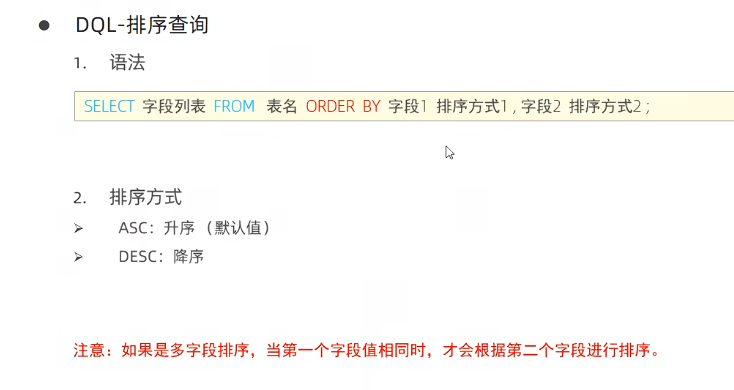 ● DQL-排序查询
1. 语法
SELECT 字段列表 FROM 表名 ORDER BY 字段1 排序方式1 , 字段2 排序方式2 ;
2. 排序方式
➢ ASC：升序（默认值）
➢ DESC：降序
注意：如果是多字段排序，当第一个字段值相同时，才会根据第二个字段进行排序。